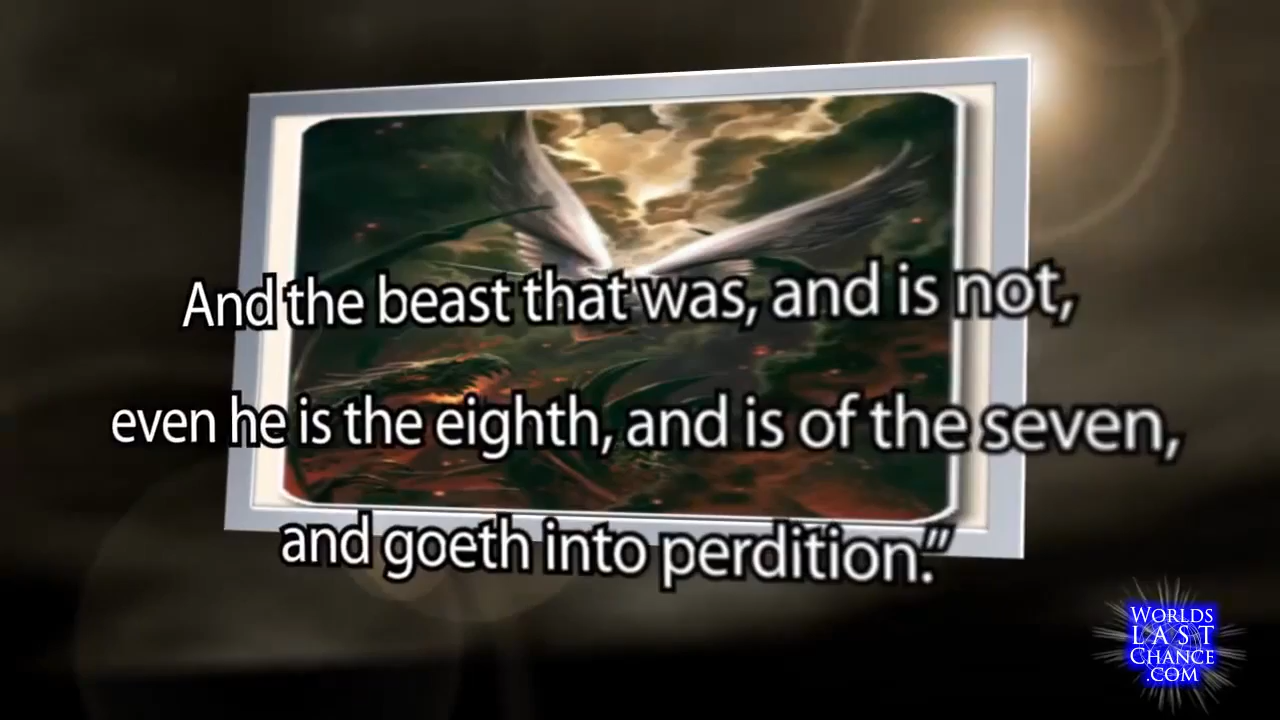 And the beast that was, and is not,
even he is the eighth, and is of the seven,
and goeth into perdition.”
WORLDS
LAST
CHANCE
.COM